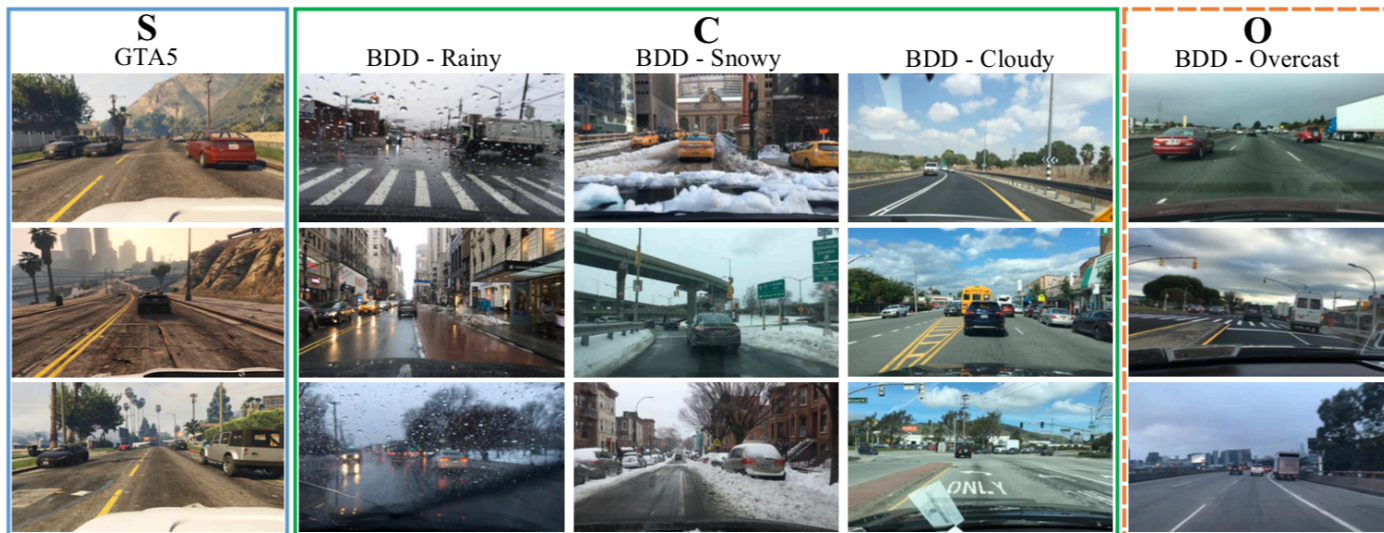 S
GTA5
C
BDD - Rainy
BDD - Snowy
BDD - Cloudy
O
BDD - Overcast
ONLY